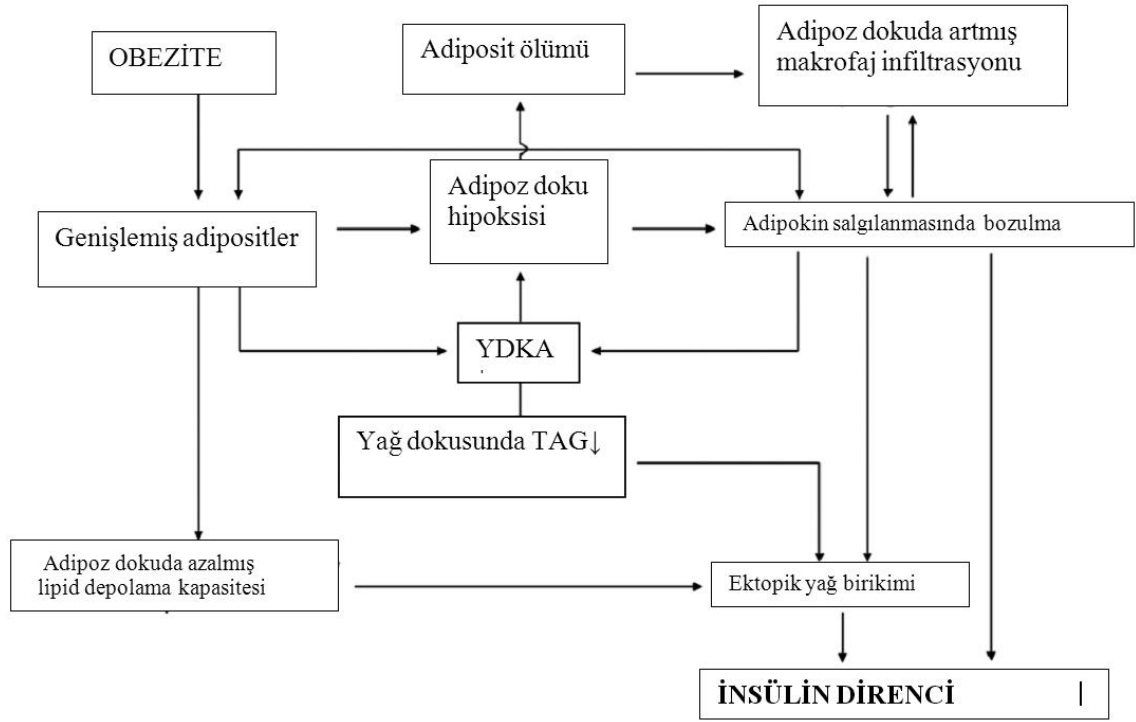 OBEZİTE
Adiposit ölümü
Adipoz dokuda artmış
makrofaj infiltrasyonu
Genişlemiş adipositler
Adipoz doku
hipoksisi
Adipokin salgılanmasında bozulma
YDKA
Yağ dokusunda TAG↓
Adipoz dokuda azalmış
lipid depolama kapasitesi
Ektopik yağ birikimi
İNSÜLİN DİRENCİ